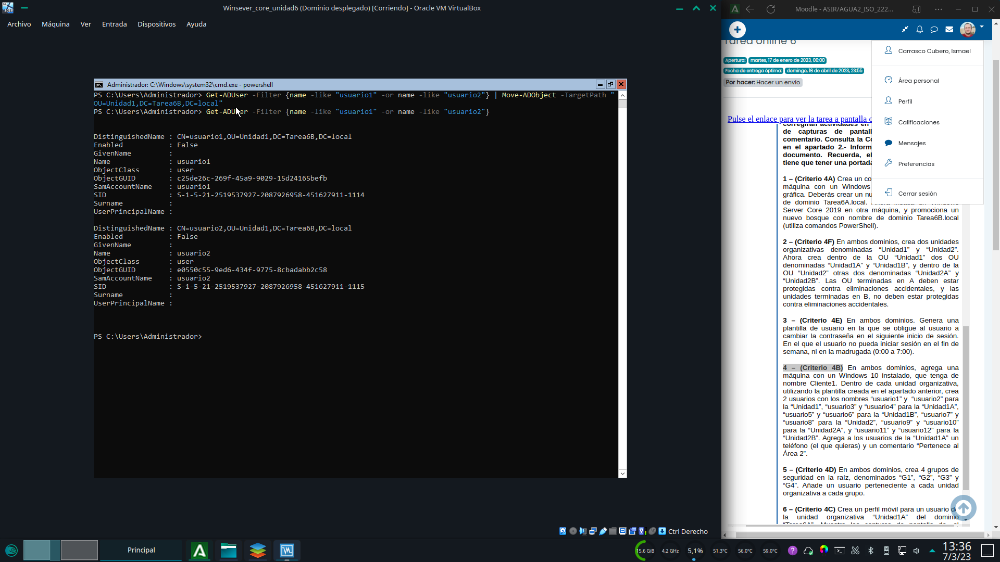 Winsever_core_unidad6 (Dominio desplegado) [Corriendo] - Oracle VM VirtualBox
Archivo Máquina Ver Entrada Dispositivos Ayuda
Administrador: C:\Windows\system32\cmd.exe - powershell
PS C:\Users\Administrador> Get-ADUser -Filter {name -like "usuario1" -or name -like "usuario2"} | Move-ADObject -TargetPath "
OU=Unidad1,DC=Tarea6B,DC=local"
PS C:\Users\Administrador> Get-ADUser -Filter {name -like "usuario1" -or name -like "usuario2"}
DistinguishedName : CN=usuario1,OU=Unidad1,DC=Tarea6B,DC=local
Enabled : False
GivenName :
Name : usuario1
ObjectClass : user
ObjectGUID : c25de26c-269f-45a9-9029-15d24165befb
SamAccountName : usuario1
SID : S-1-5-21-2519537927-2087926958-451627911-1114
Surname :
UserPrincipalName :
DistinguishedName : CN=usuario2,OU=Unidad1,DC=Tarea6B,DC=local
Enabled : False
GivenName :
Name : usuario2
ObjectClass : user
ObjectGUID : e0550c55-9ed6-434f-9775-8cbadabb2c58
SamAccountName : usuario2
SID : S-1-5-21-2519537927-2087926958-451627911-1115
Surname :
UserPrincipalName :
PS C:\Users\Administrador>
Ctrl Derecho
Moodle - ASIR/AGUA2_ISO_222...
Tarea online 6
Apertura: martes, 17 de enero de 2023, 00:00
Fecha de entrega óptima: domingo, 16 de abril de 2023, 23:55
Por hacer: Hacer un envío
Carrasco Cubero, Ismael
Área personal
Perfil
Calificaciones
Mensajes
Preferencias
Cerrar sesión
Pulse el enlace para ver la tarea a pantalla
corregirán actividades en
de capturas de pantall
comentario. Consulta la
en el apartado 2.- Inform
documento. Recuerda, el
tiene que tener una portada
1 – (Criterio 4A) Crea un co
máquina con un Windows
gráfica. Deberás crear un nu
de dominio Tarea6A.local.
Server Core 2019 en otra máquina, y promociona un
nuevo bosque con nombre de dominio Tarea6B.local
(utiliza comandos PowerShell).
2 – (Criterio 4F) En ambos dominios, crea dos unidades
organizativas denominadas “Unidad1” y “Unidad2”.
Ahora crea dentro de la OU “Unidad1” dos OU
denominadas “Unidad1A” y “Unidad1B”, y dentro de la
OU “Unidad2” otras dos denominadas “Unidad2A” y
“Unidad2B”. Las OU terminadas en A deben estar
protegidas contra eliminaciones accidentales, y las
unidades terminadas en B, no deben estar protegidas
contra eliminaciones accidentales.
3 – (Criterio 4E) En ambos dominios. Genera una
plantilla de usuario en la que se obligue al usuario a
cambiar la contraseña en el siguiente inicio de sesión.
En el que el usuario no pueda iniciar sesión en el fin de
semana, ni en la madrugada (0:00 a 7:00).
4 – (Criterio 4B) En ambos dominios, agrega una
máquina con un Windows 10 instalado, que tenga de
nombre Cliente1. Dentro de cada unidad organizativa,
utilizando la plantilla creada en el apartado anterior, crea
2 usuarios con los nombres “usuario1” y “usuario2” para
la “Unidad1”, “usuario3” y “usuario4” para la “Unidad1A”,
“usuario5” y “usuario6” para la “Unidad1B”, “usuario7” y
“usuario8” para la “Unidad2”, “usuario9” y “usuario10”
para la “Unidad2A”, y “usuario11” y “usuario12” para la
“Unidad2B”. Agrega a los usuarios de la “Unidad1A” un
teléfono (el que quieras) y un comentario “Pertenece al
Área 2”.
5 – (Criterio 4D) En ambos dominios, crea 4 grupos de
seguridad en la raíz, denominados “G1”, “G2”, “G3” y
“G4”. Añade un usuario perteneciente a cada unidad
organizativa a cada grupo.
6 – (Criterio 4C) Crea un perfil móvil para un usuario de
la unidad organizativa “Unidad1A” del dominio
Principal
15,6 GiB 4,2 GHz 5,1% 51,3°C 56,0°C 59,0°C
13:36
7/3/23